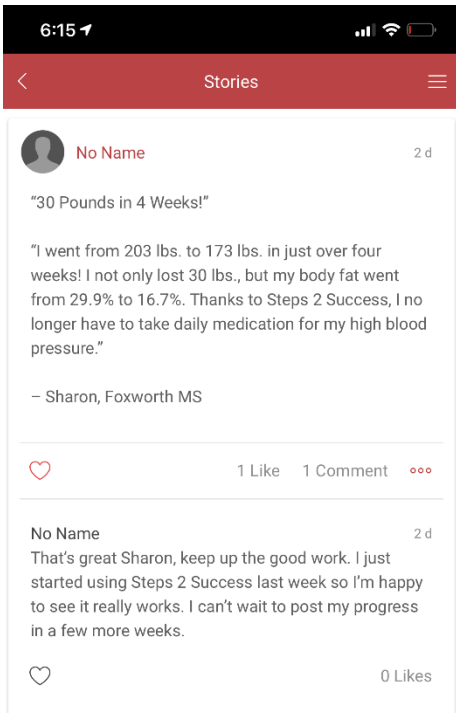 6:15
Stories
No Name
2 d
“30 Pounds in 4 Weeks!”
“I went from 203 lbs. to 173 lbs. in just over four
weeks! I not only lost 30 lbs., but my body fat went
from 29.9% to 16.7%. Thanks to Steps 2 Success, I no
longer have to take daily medication for my high blood
pressure.”
– Sharon, Foxworth MS
1 Like 1 Comment
No Name
2 d
That’s great Sharon, keep up the good work. I just
started using Steps 2 Success last week so I’m happy
to see it really works. I can’t wait to post my progress
in a few more weeks.
0 Likes